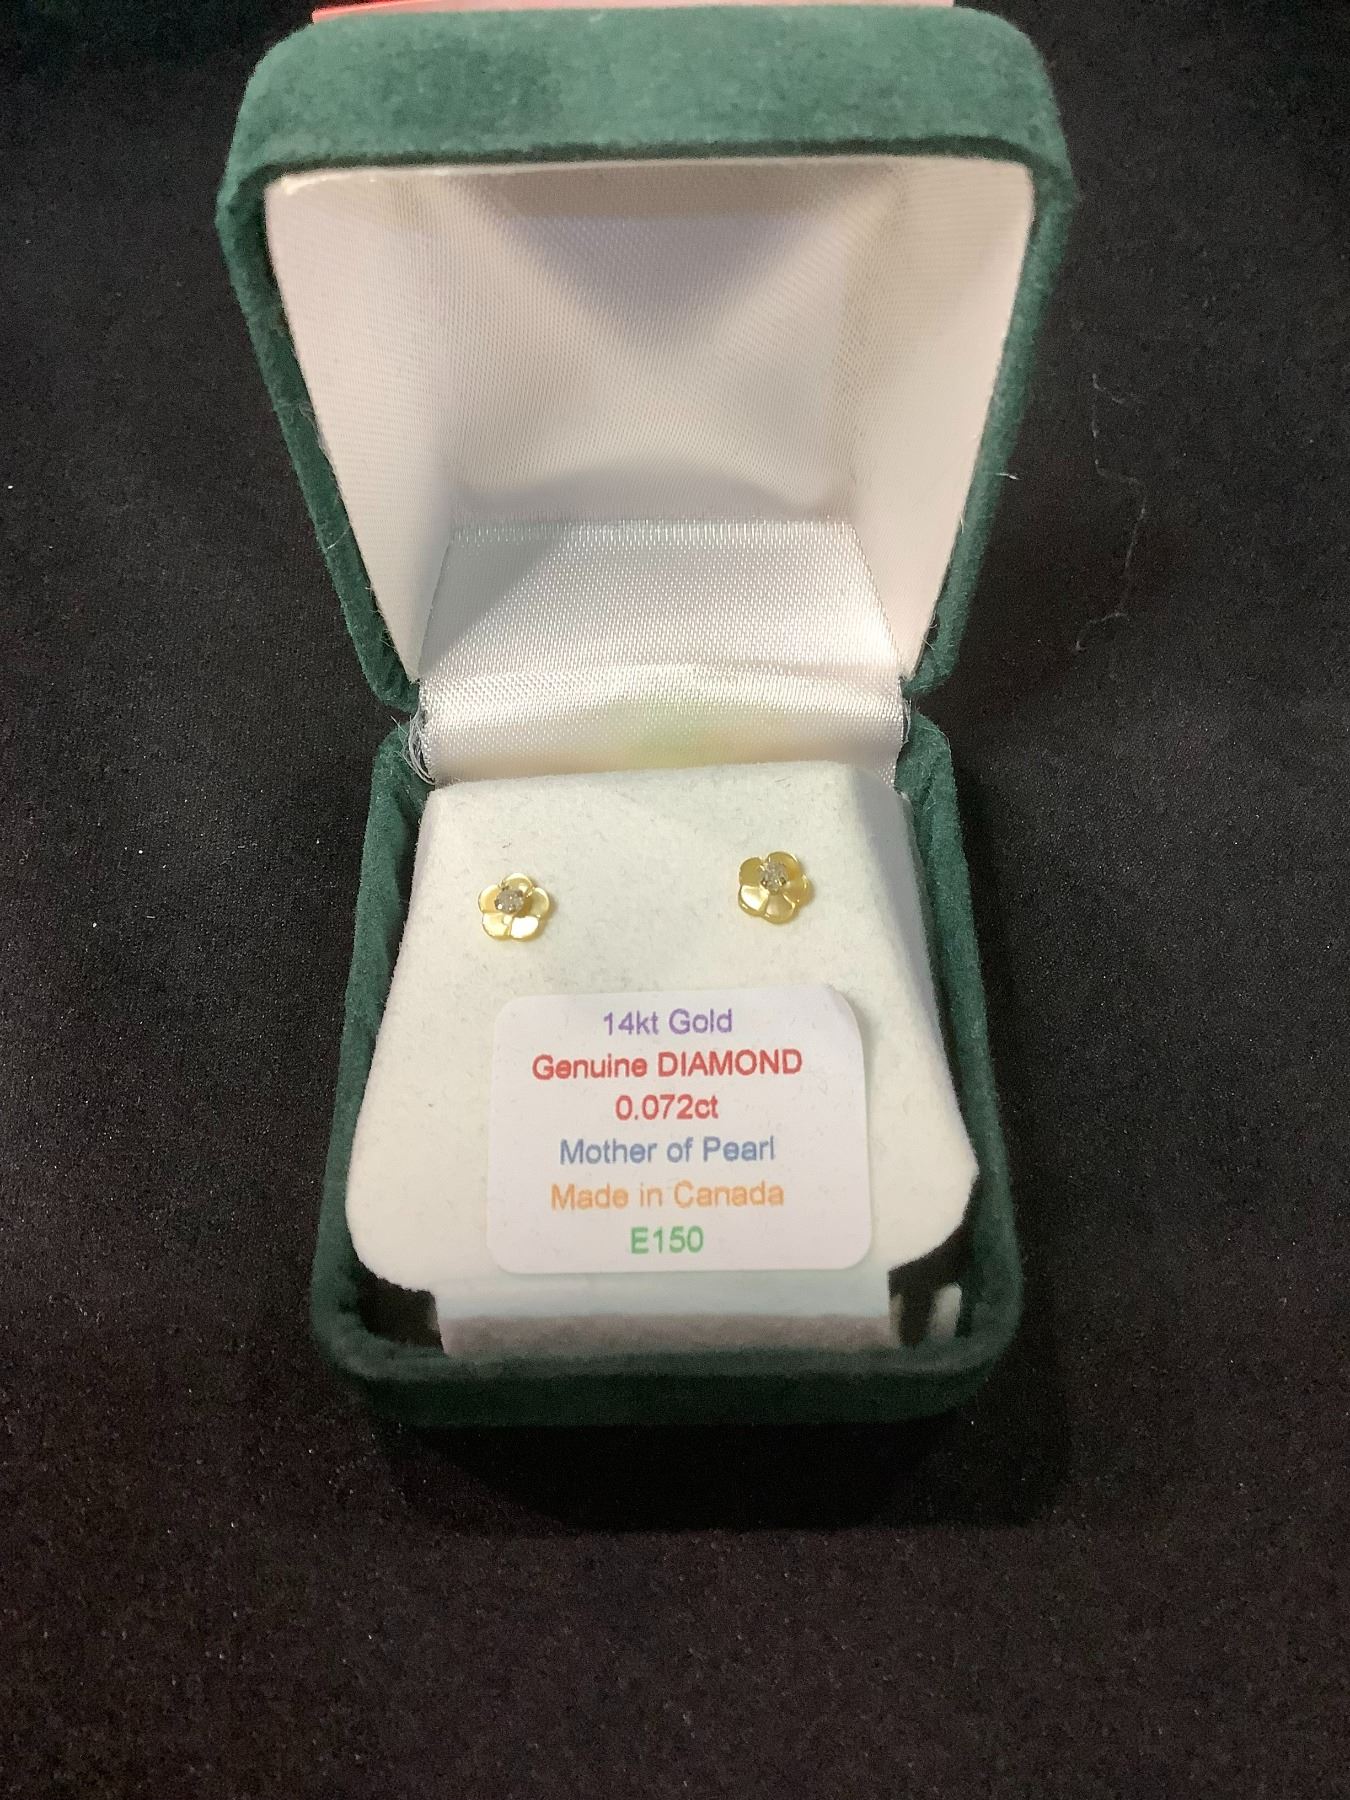 14kt Gold
Genuine DIAMOND
0.072ct
Mother of Pearl
Made in Canada
E150